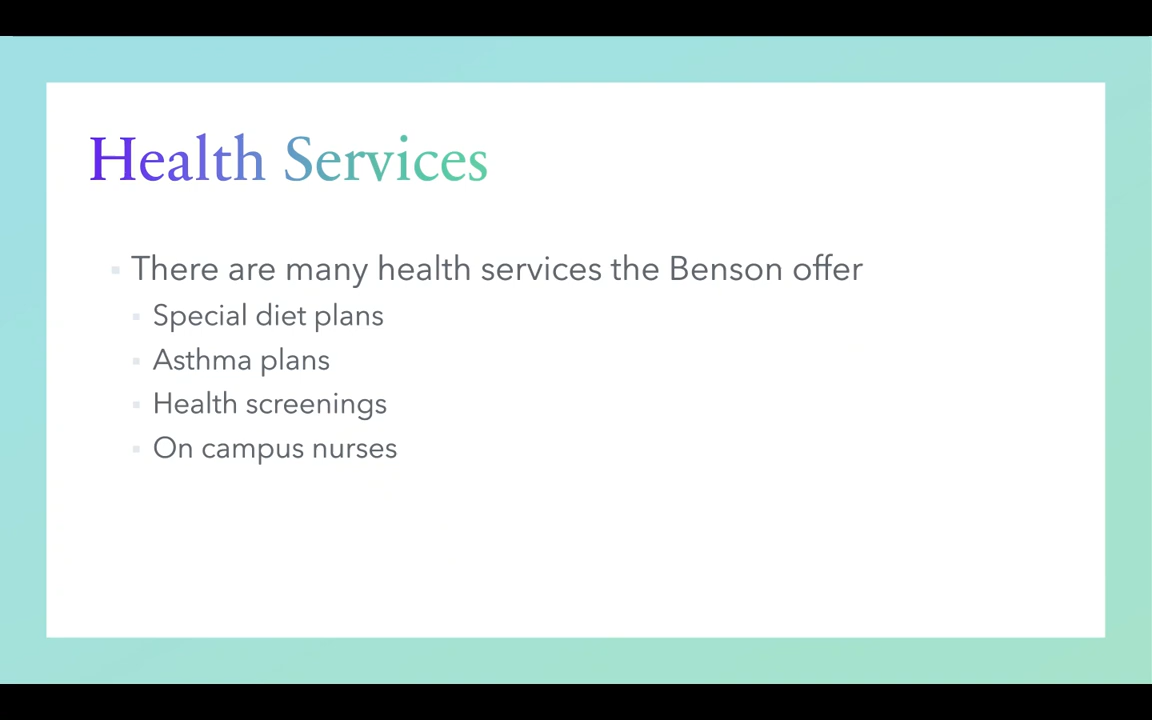 Health Services
There are many health services the Benson offer
Special diet plans
Asthma plans
Health screenings
On campus nurses